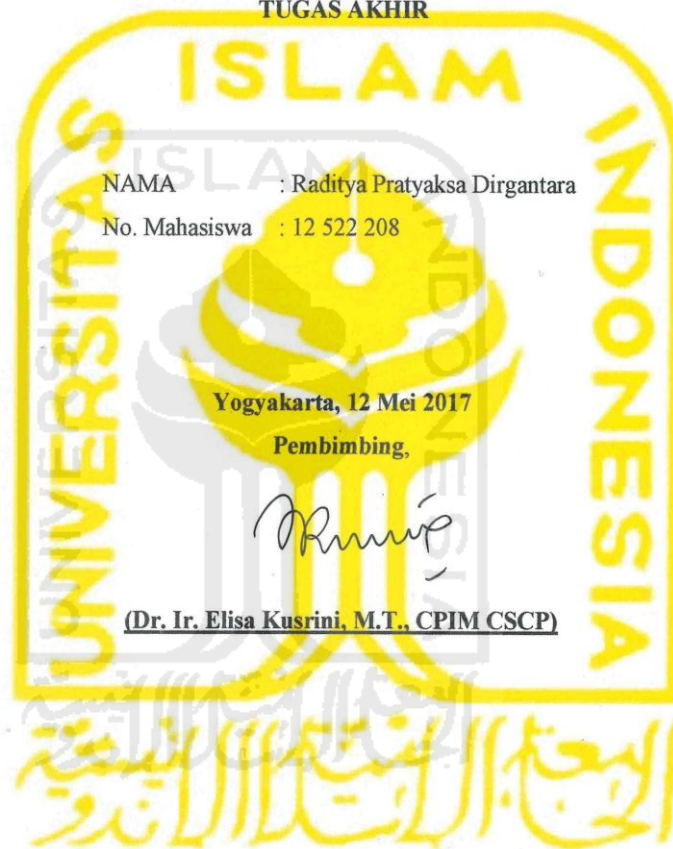 TUGAS AKHIR
ISLAM
UNIVERSITAS
INDONESIA
NAMA : Raditya Pratyaksa Dirgantara
No. Mahasiswa : 12 522 208
Yogyakarta, 12 Mei 2017
Pembimbing,
(Dr. Ir. Elisa Kusrini, M.T., CPIM CSCP)